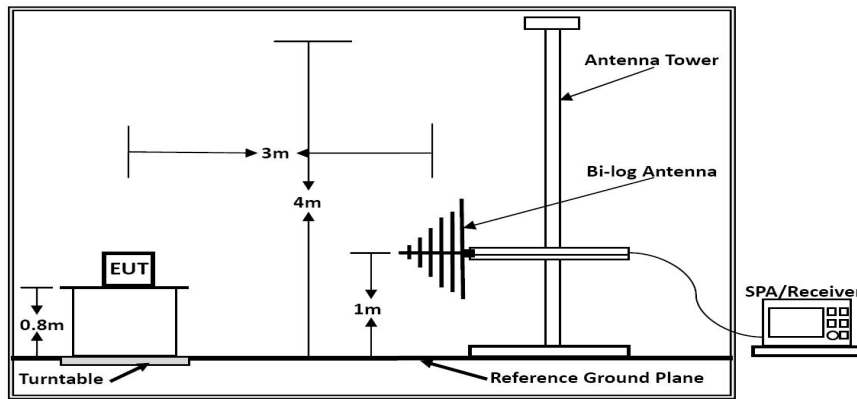 Antenna Tower
3m
Bi-log Antenna
4m
EUT
SPA/Receiver
0.8m
1m
Turntable
Reference Ground Plane